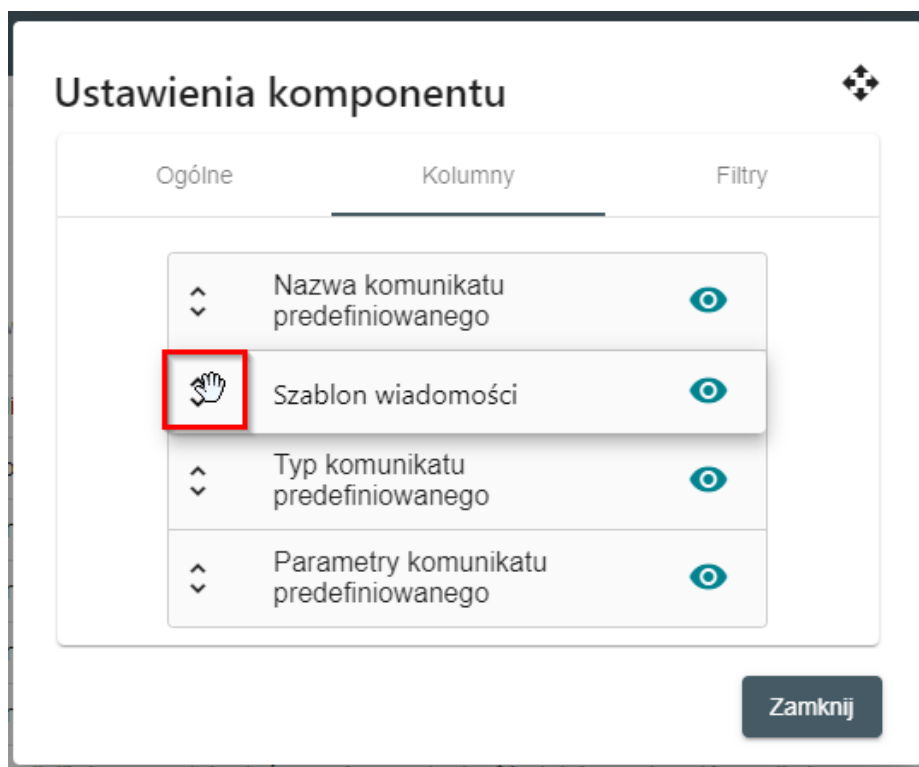 Ustawienia komponentu
Ogólne Kolumny Filtry
Nazwa komunikatu
predefiniowanego
Szablon wiadomości
Typ komunikatu
predefiniowanego
Parametry komunikatu
predefiniowanego
Zamknij